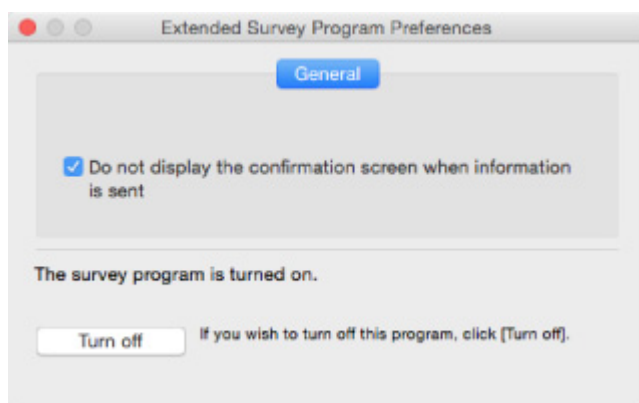 Extended Survey Program Preferences
General
Do not display the confirmation screen when information
is sent
The survey program is turned on.
Turn off
If you wish to turn off this program, click [Turn off].